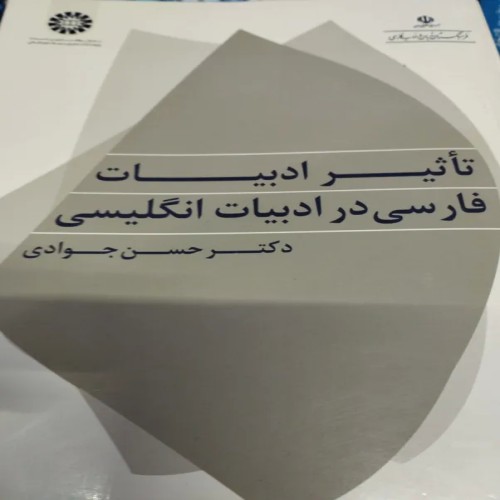 تأثیر ادبیات
فارسی در ادبیات انگلیسی
دکتر حسن جوادی